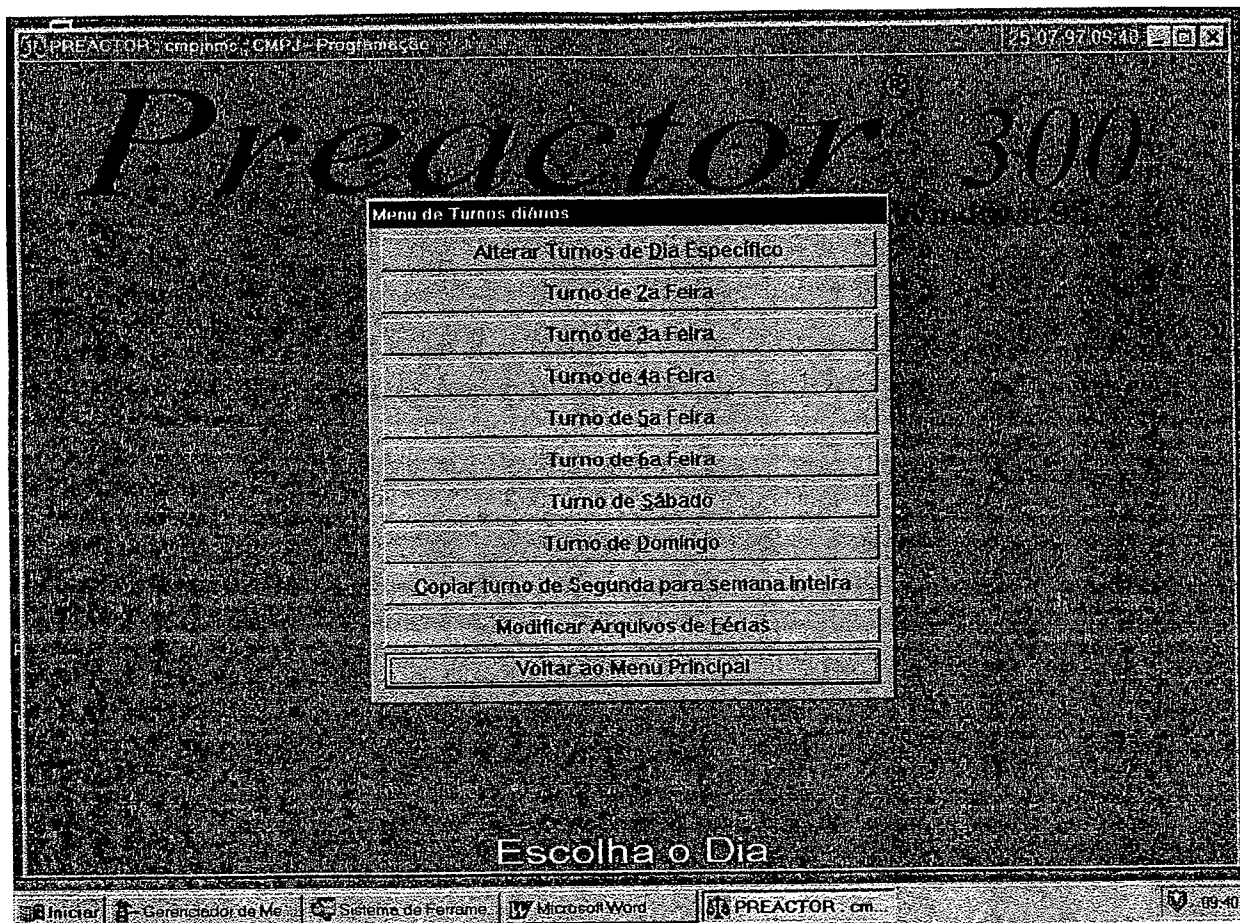 PREACTOR : cmpjnmo - CMPJ - Programação 25-07-97 09:40
Preactor® 300
Menu de Turnos diários
Alterar Turnos de Dia Específico
Turno de 2a Feira
Turno de 3a Feira
Turno de 4a Feira
Turno de 5a Feira
Turno de 6a Feira
Turno de Sábado
Turno de Domingo
Copiar turno de Segunda para semana inteira
Modificar Arquivos de Férias
Voltar ao Menu Principal
Escolha o Dia
Iniciar Gerenciador de Me... Sistema de Ferrame... Microsoft Word PREACTOR : cm... 09:40